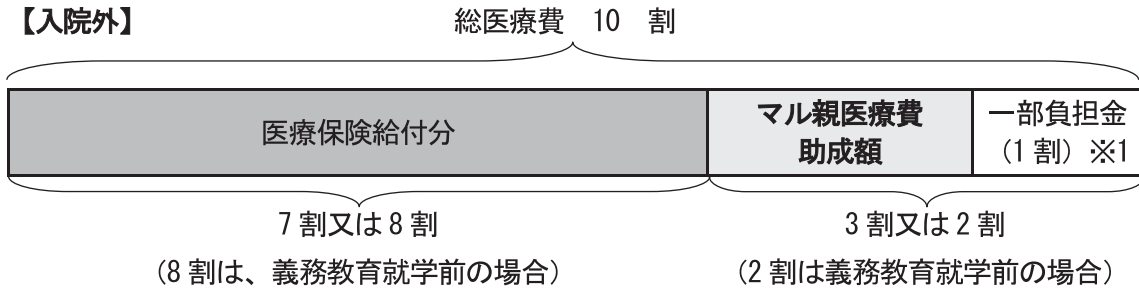 【入院外】
総医療費　10　割
医療保険給付分
マル親医療費
助成額
一部負担金
（1割）※1
7割又は8割
（8割は、義務教育就学前の場合）
3割又は2割
（2割は義務教育就学前の場合）